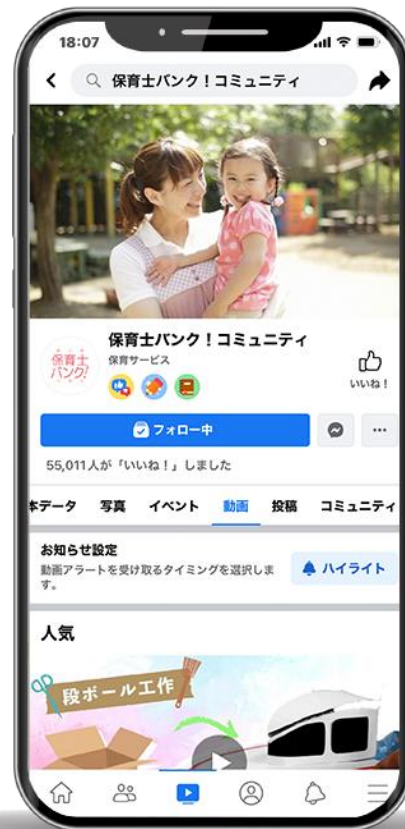 18:07
保育士バンク！コミュニティ
保育士
バンク!
保育士バンク！コミュニティ
保育サービス
いいね！
フォロー中
55,011人が「いいね！」しました
本データ 写真 イベント 動画 投稿 コミュニティ
お知らせ設定
動画アラートを受け取るタイミングを選択しま
す。
ハイライト
人気
段ボール工作